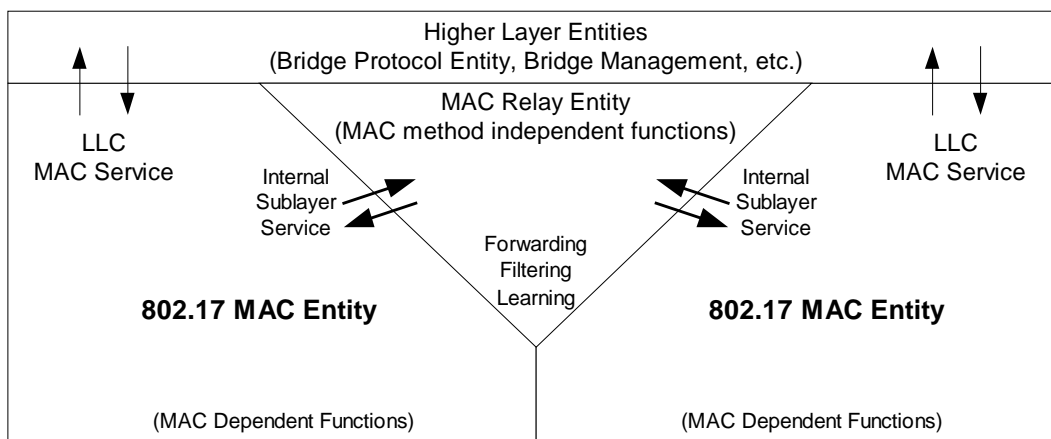 Higher Layer Entities
(Bridge Protocol Entity, Bridge Management, etc.)
MAC Relay Entity
(MAC method independent functions)
LLC
MAC Service
LLC
MAC Service
Internal
Sublayer
Service
Internal
Sublayer
Service
Forwarding
Filtering
Learning
802.17 MAC Entity
802.17 MAC Entity
(MAC Dependent Functions)
(MAC Dependent Functions)